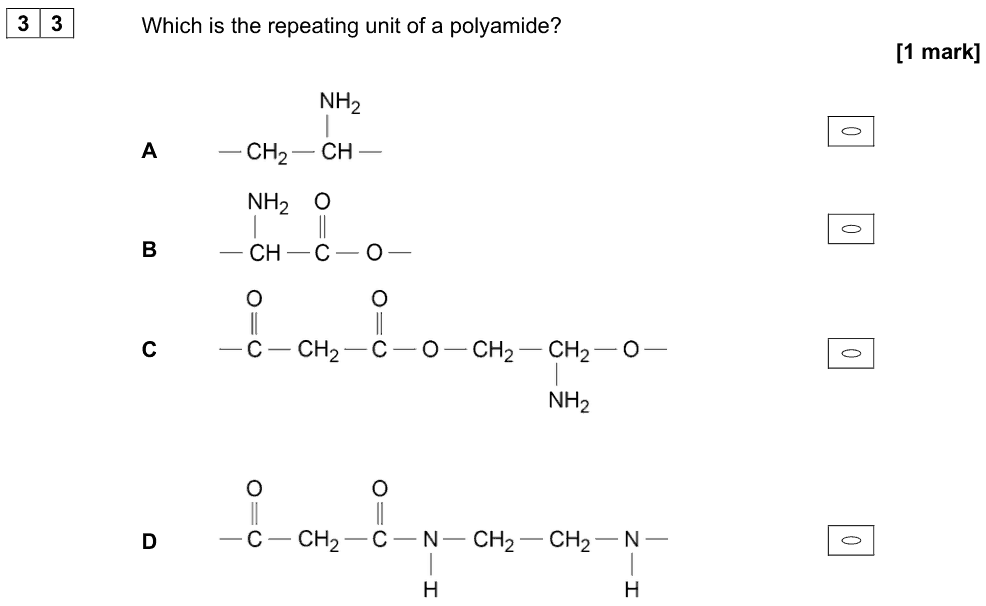 3 3 Which is the repeating unit of a polyamide?
[1 mark]
NH₂
A — CH₂ — CH —
NH₂ O
B — CH — C — O —
O O
C — C — CH₂ — C — O — CH₂ — CH₂ — O —
NH₂
O O
D — C — CH₂ — C — N — CH₂ — CH₂ — N —
H H